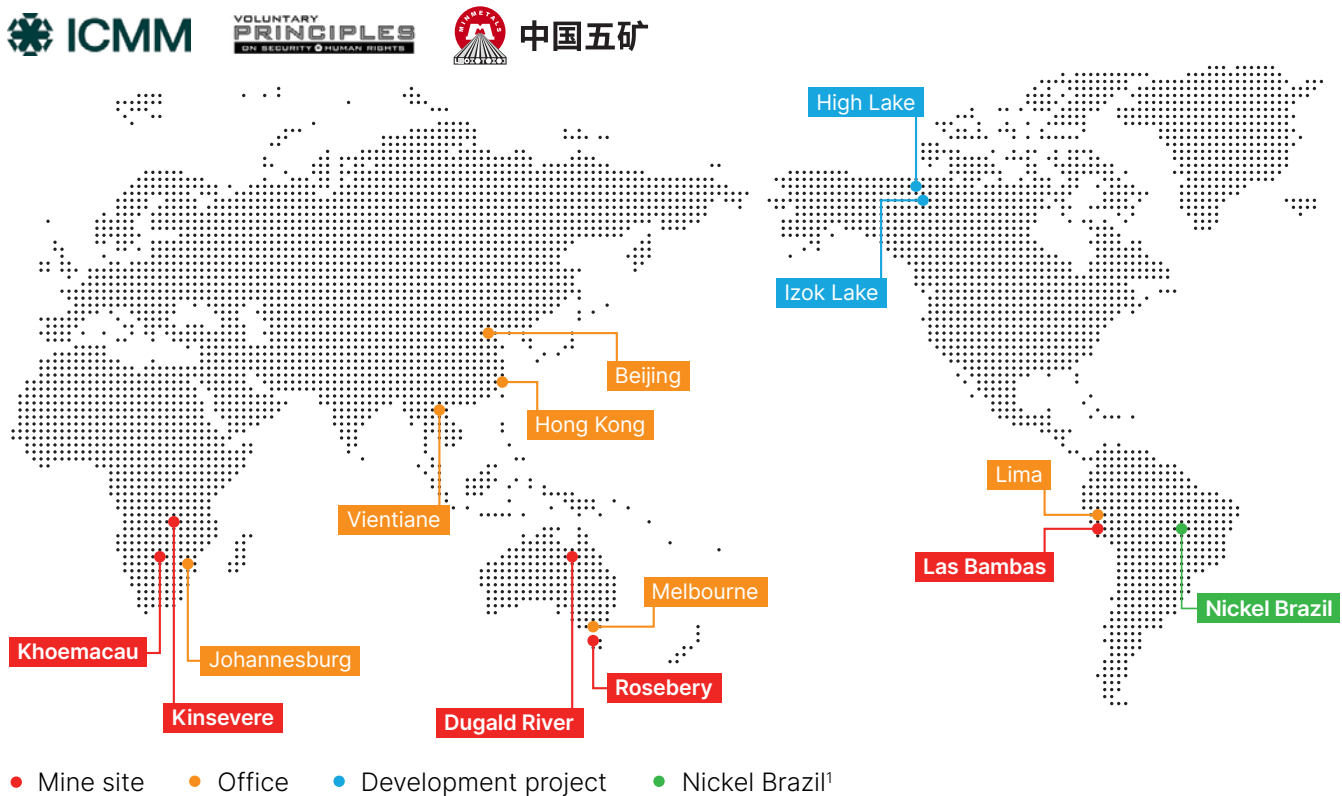 ICMM
VOLUNTARY
PRINCIPLES
ON SECURITY HUMAN RIGHTS
MINMETALS
中国五矿
High Lake
Izok Lake
Beijing
Hong Kong
Vientiane
Lima
Las Bambas
Nickel Brazil
Melbourne
Khoemacau
Johannesburg
Rosebery
Kinsevere
Dugald River
Mine site
Office
Development project
Nickel Brazil¹